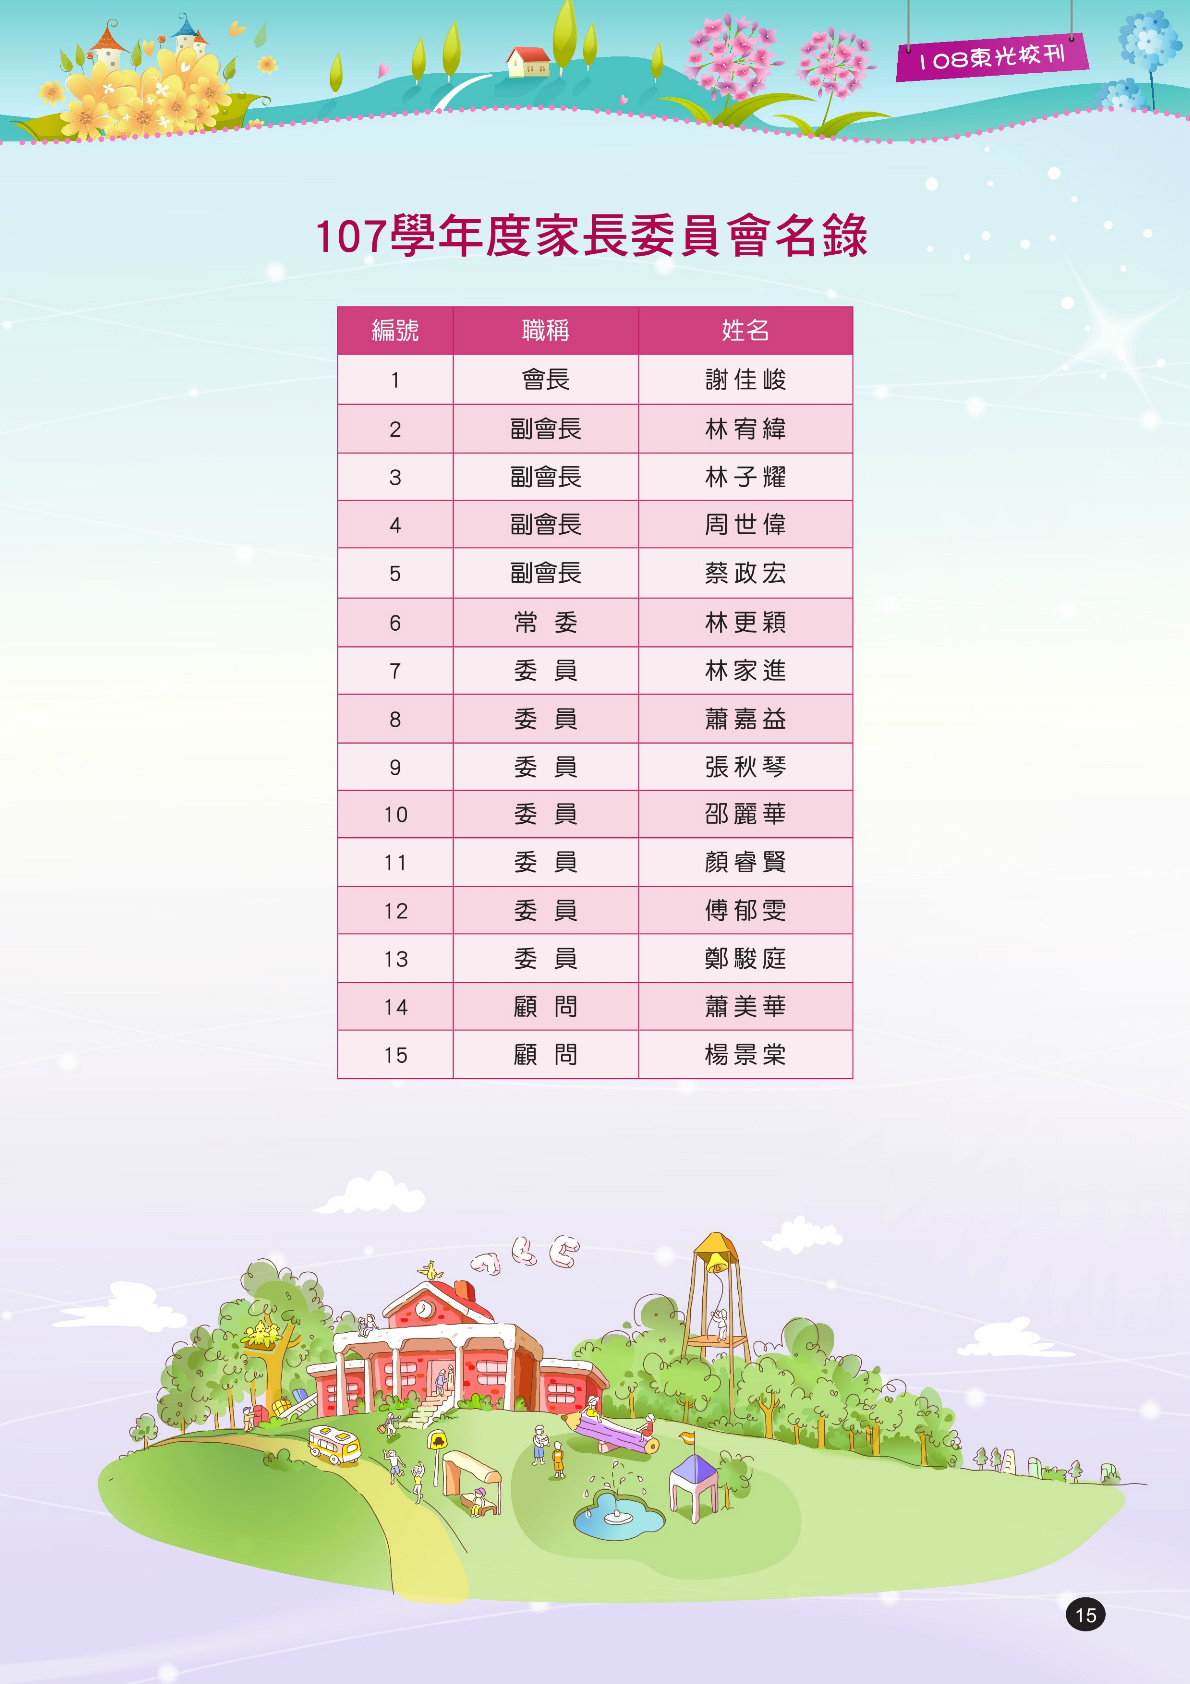 108東光校刊
107學年度家長委員會名錄
編號 職稱 姓名
1 會長 謝佳峻
2 副會長 林宥緯
3 副會長 林子耀
4 副會長 周世偉
5 副會長 蔡政宏
6 常 委 林更穎
7 委 員 林家進
8 委 員 蕭嘉益
9 委 員 張秋琴
10 委 員 邵麗華
11 委 員 顏睿賢
12 委 員 傅郁雯
13 委 員 鄭駿庭
14 顧 問 蕭美華
15 顧 問 楊景棠
15